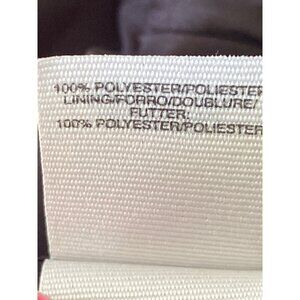 100% POLYESTER/POLIESTER
LINING/FORRO/DOUBLURE/
FUTTER:
100% POLYESTER/POLIESTER